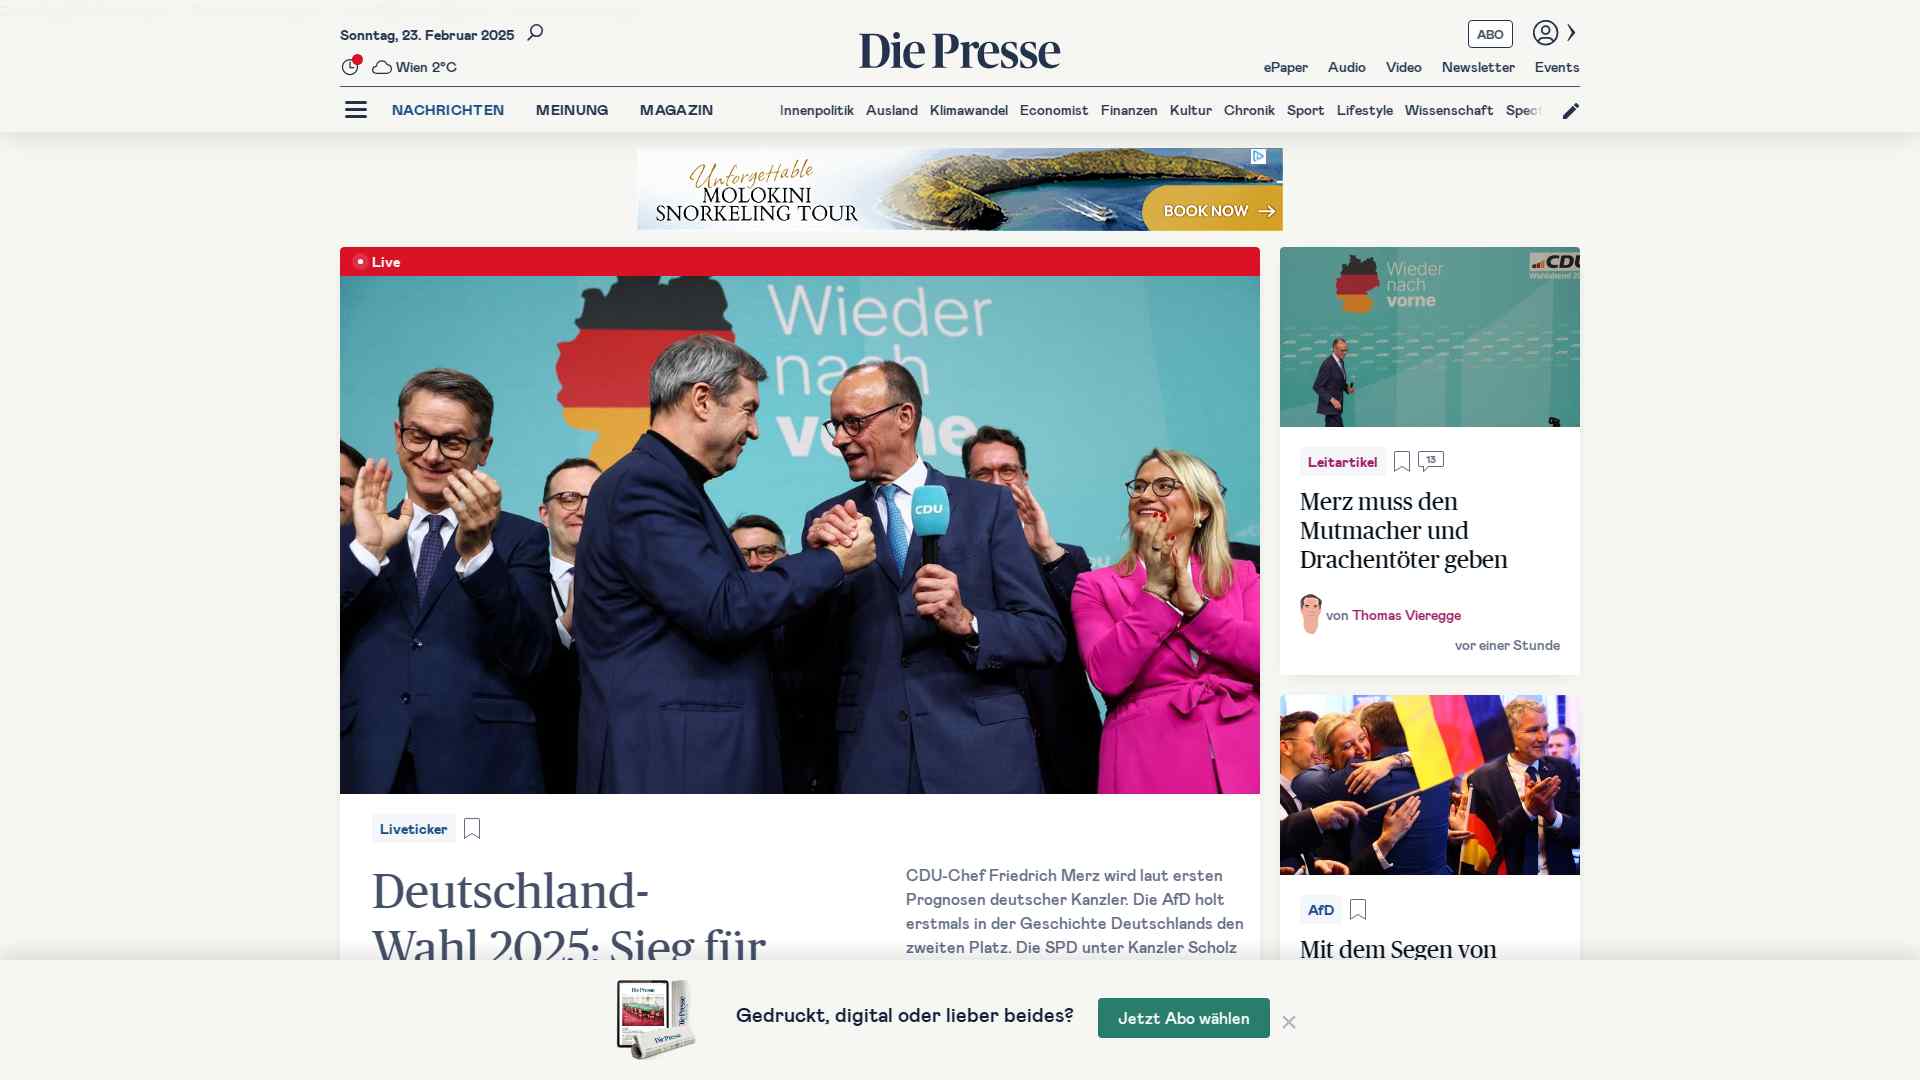 Sonntag, 23. Februar 2025
Wien 2°C
Die Presse
ABO
ePaper Audio Video Newsletter Events
NACHRICHTEN MEINUNG MAGAZIN
Innenpolitik Ausland Klimawandel Economist Finanzen Kultur Chronik Sport Lifestyle Wissenschaft Spect
Unforgettable
MOLOKINI
SNORKELING TOUR
BOOK NOW
Live
Wieder
nach
vorne
CDU
Liveticker
Deutschland-
Wahl 2025: Sieg für
CDU-Chef Friedrich Merz wird laut ersten
Prognosen deutscher Kanzler. Die AfD holt
erstmals in der Geschichte Deutschlands den
zweiten Platz. Die SPD unter Kanzler Scholz
Wieder
nach
vorne
CDU
Leitartikel
13
Merz muss den
Mutmacher und
Drachentöter geben
von Thomas Vieregge
vor einer Stunde
AfD
Mit dem Segen von
Die Presse
Die Presse
Die Presse
Gedruckt, digital oder lieber beides?
Jetzt Abo wählen